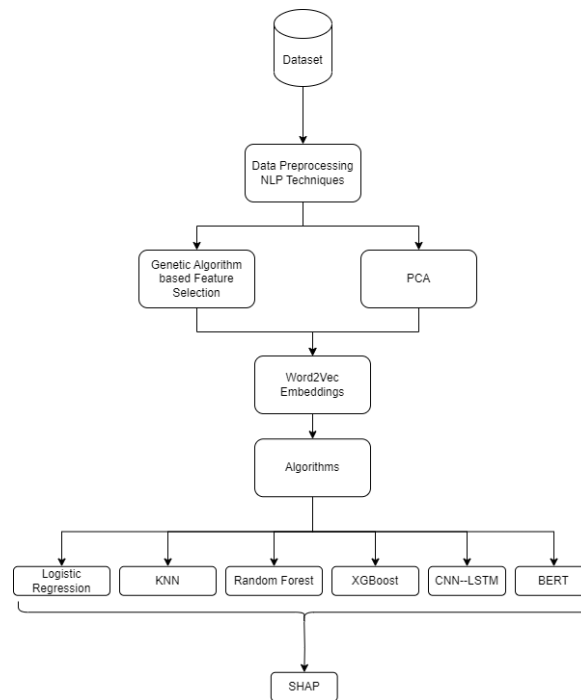 Dataset
Data Preprocessing
NLP Techniques
Genetic Algorithm
based Feature
Selection
PCA
Word2Vec
Embeddings
Algorithms
Logistic
Regression
KNN
Random Forest
XGBoost
CNN--LSTM
BERT
SHAP